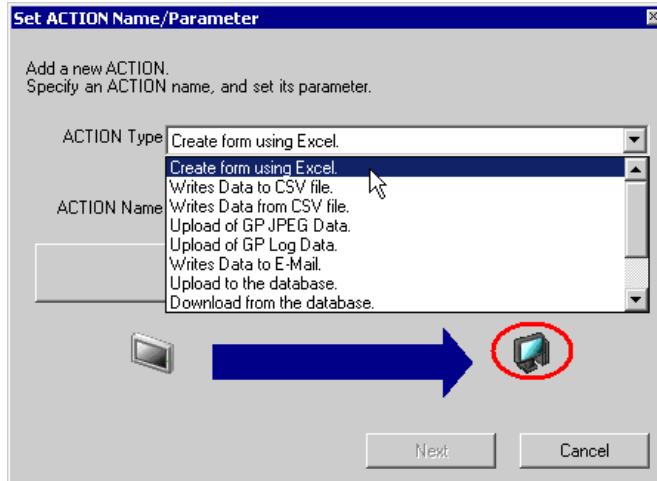 Set ACTION Name/Parameter
Add a new ACTION.
Specify an ACTION name, and set its parameter.
ACTION Type
Create form using Excel.
Create form using Excel.
Writes Data to CSV file.
ACTION Name
Writes Data from CSV file.
Upload of GP JPEG Data.
Upload of GP Log Data.
Writes Data to E-Mail.
Upload to the database.
Download from the database.
Next
Cancel